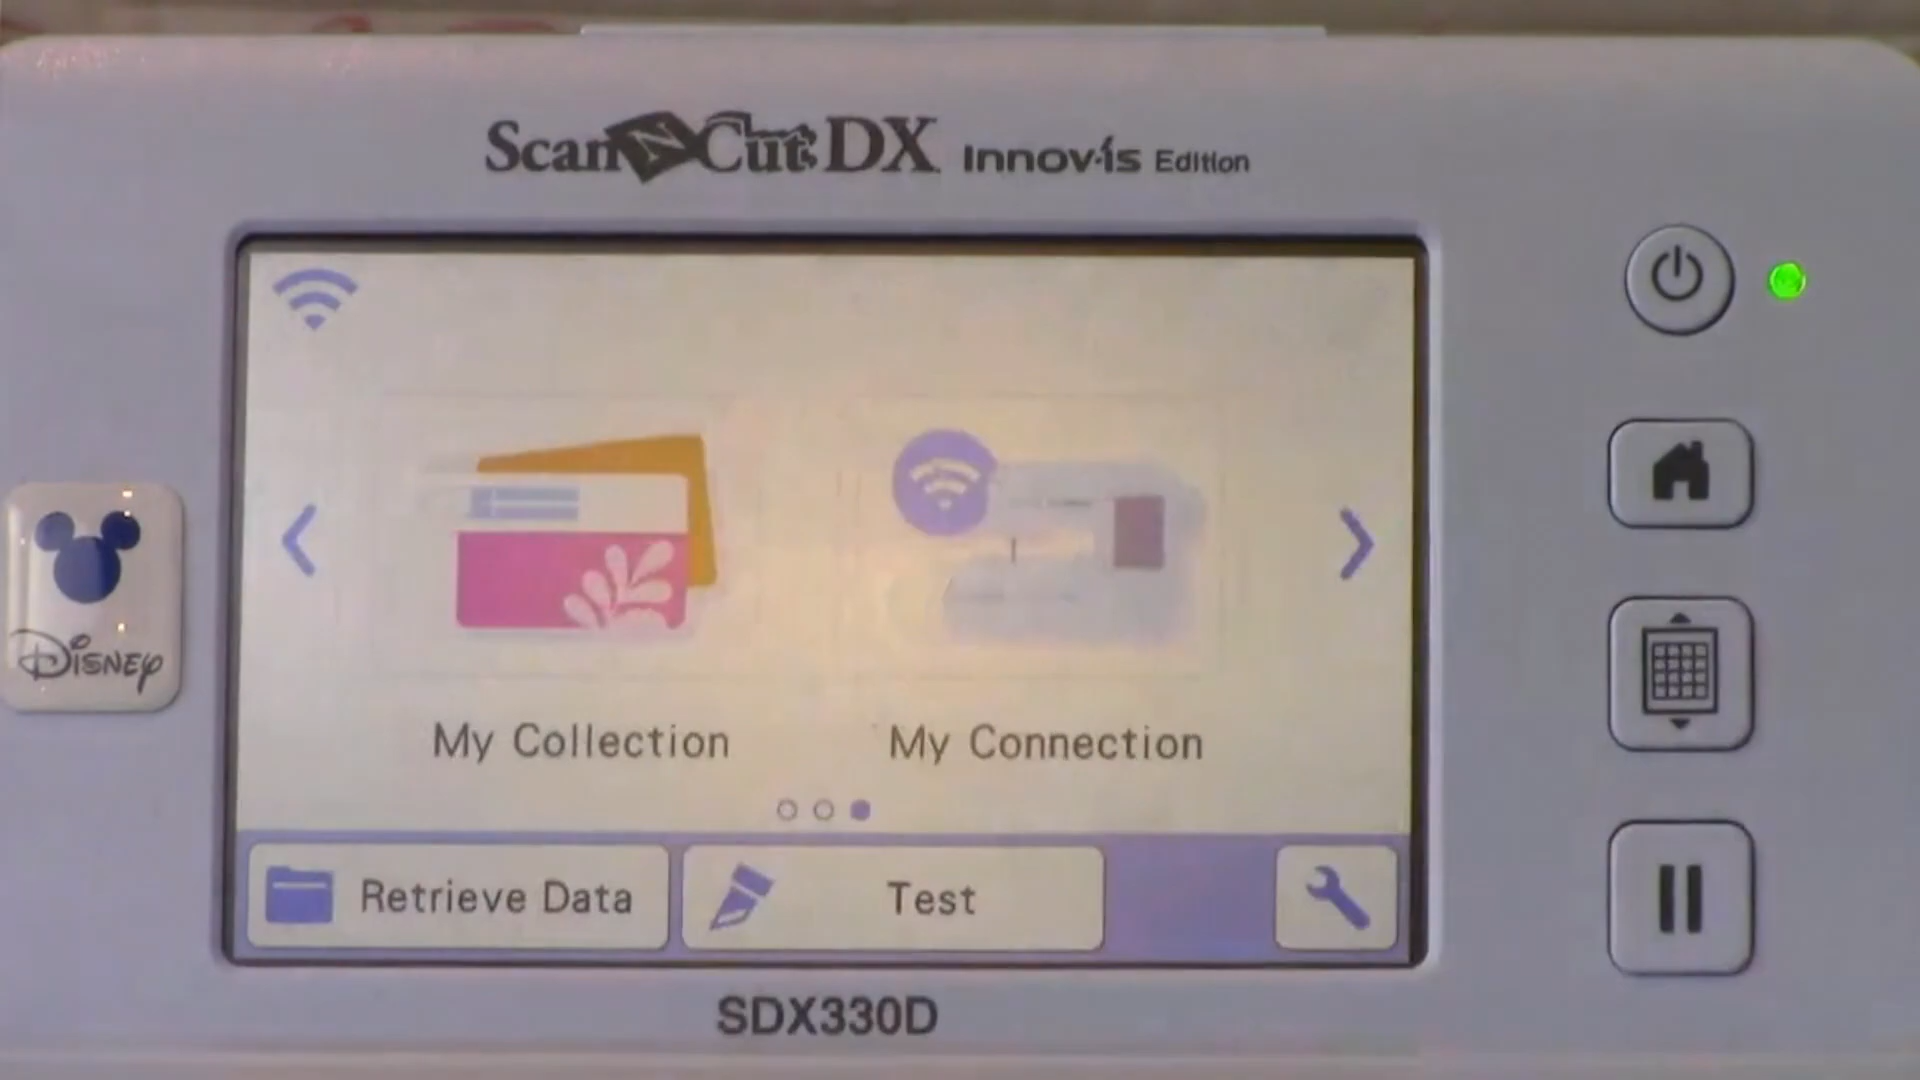 ScanNCut DX Innov-is Edition
Disney
My Collection
My Connection
Retrieve Data
Test
SDX330D